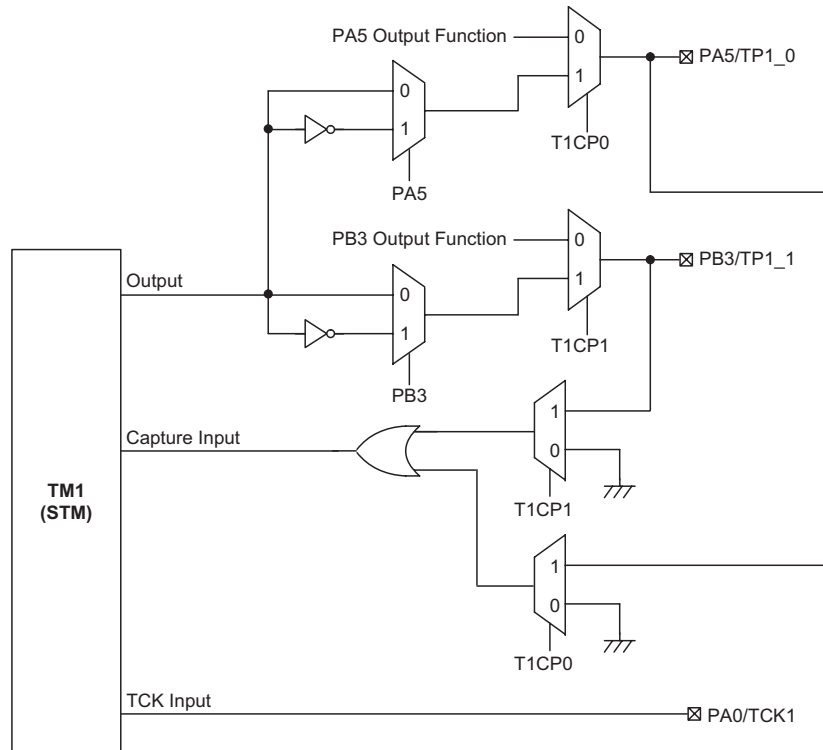 PA5 Output Function
0
1
PA5/TP1_0
T1CP0
0
1
PA5
PB3 Output Function
0
1
PB3/TP1_1
T1CP1
Output
0
1
PB3
Capture Input
1
0
T1CP1
TM1
(STM)
1
0
T1CP0
TCK Input
PA0/TCK1